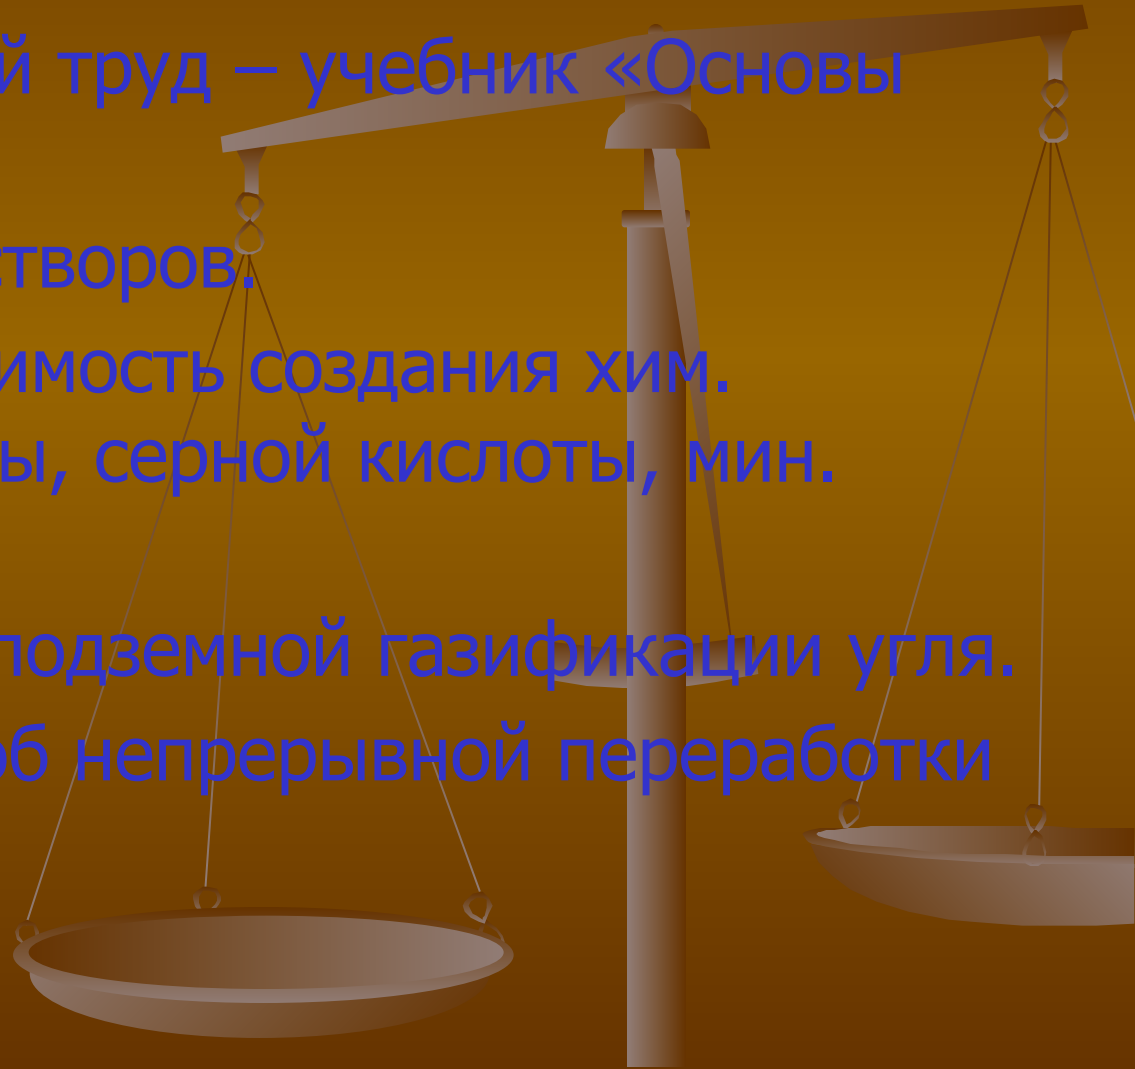 й труд – учебник «Основы
створов.
имость создания хим.
ы, серной кислоты, мин.
подземной газификации угля.
об непрерывной переработки